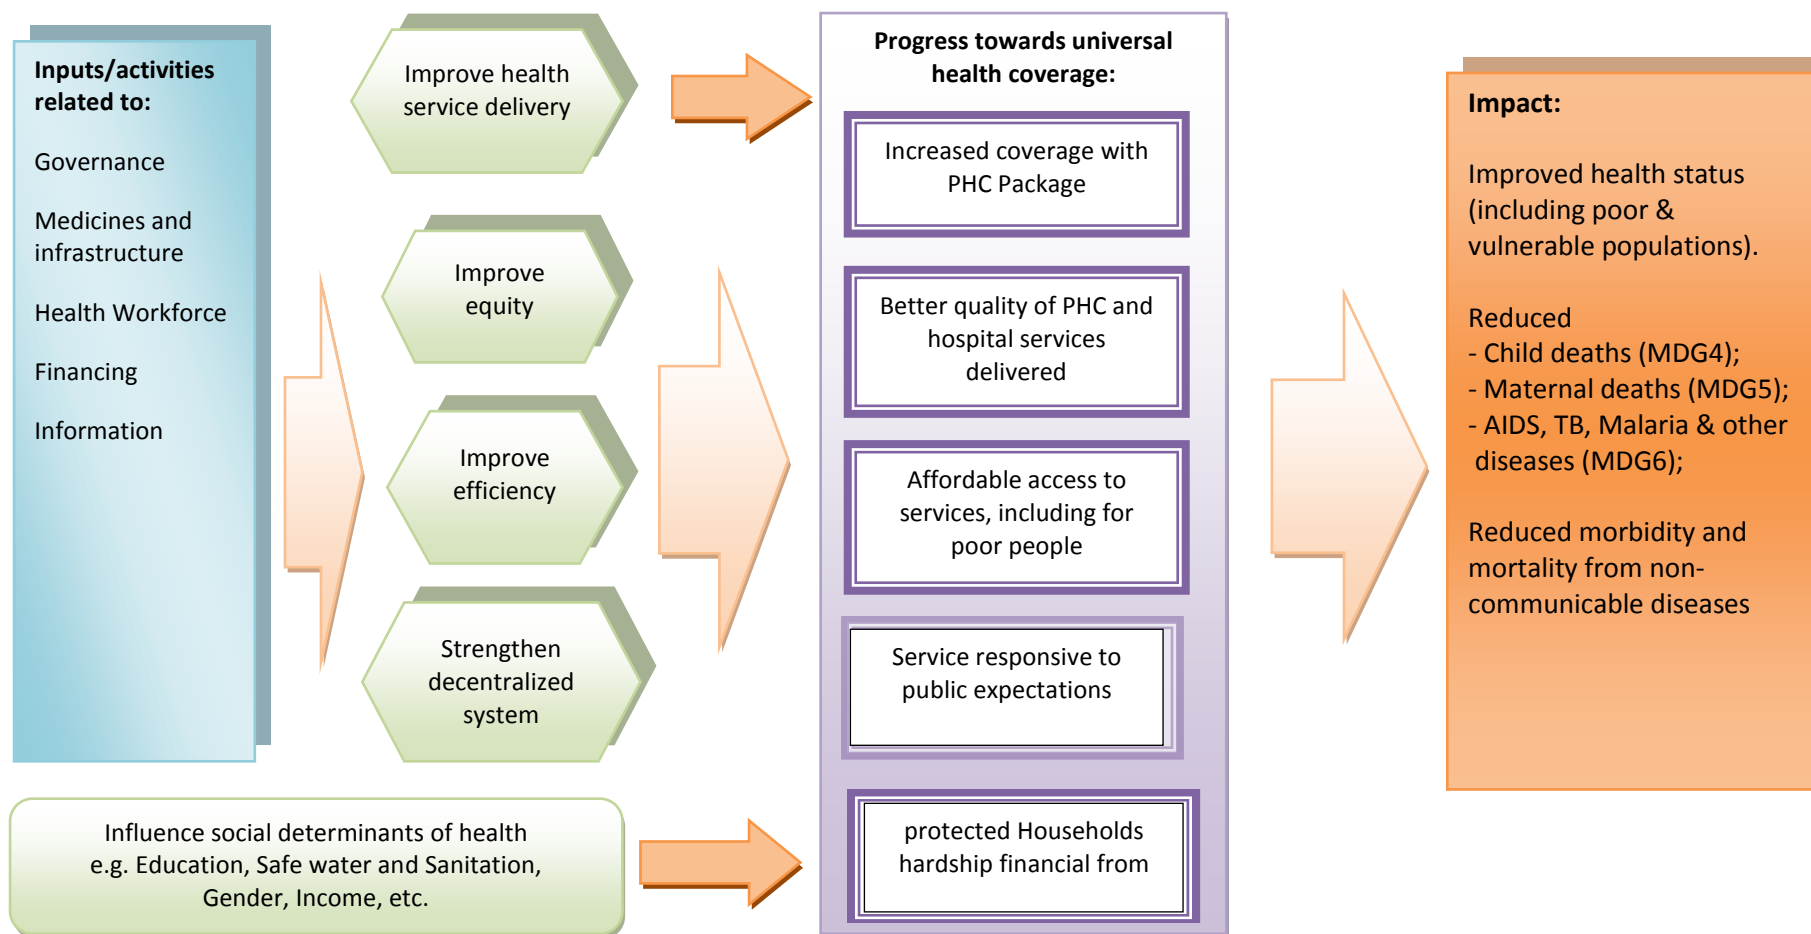 Inputs/activities
related to:
Governance
Medicines and
infrastructure
Health Workforce
Financing
Information
Improve health
service delivery
Improve
equity
Improve
efficiency
Strengthen
decentralized
system
Influence social determinants of health
e.g. Education, Safe water and Sanitation,
Gender, Income, etc.
Progress towards universal
health coverage:
Increased coverage with
PHC Package
Better quality of PHC and
hospital services
delivered
Affordable access to
services, including for
poor people
Service responsive to
public expectations
protected Households
hardship financial from
Impact:
Improved health status
(including poor &
vulnerable populations).
Reduced
- Child deaths (MDG4);
- Maternal deaths (MDG5);
- AIDS, TB, Malaria & other
diseases (MDG6);
Reduced morbidity and
mortality from non-
communicable diseases